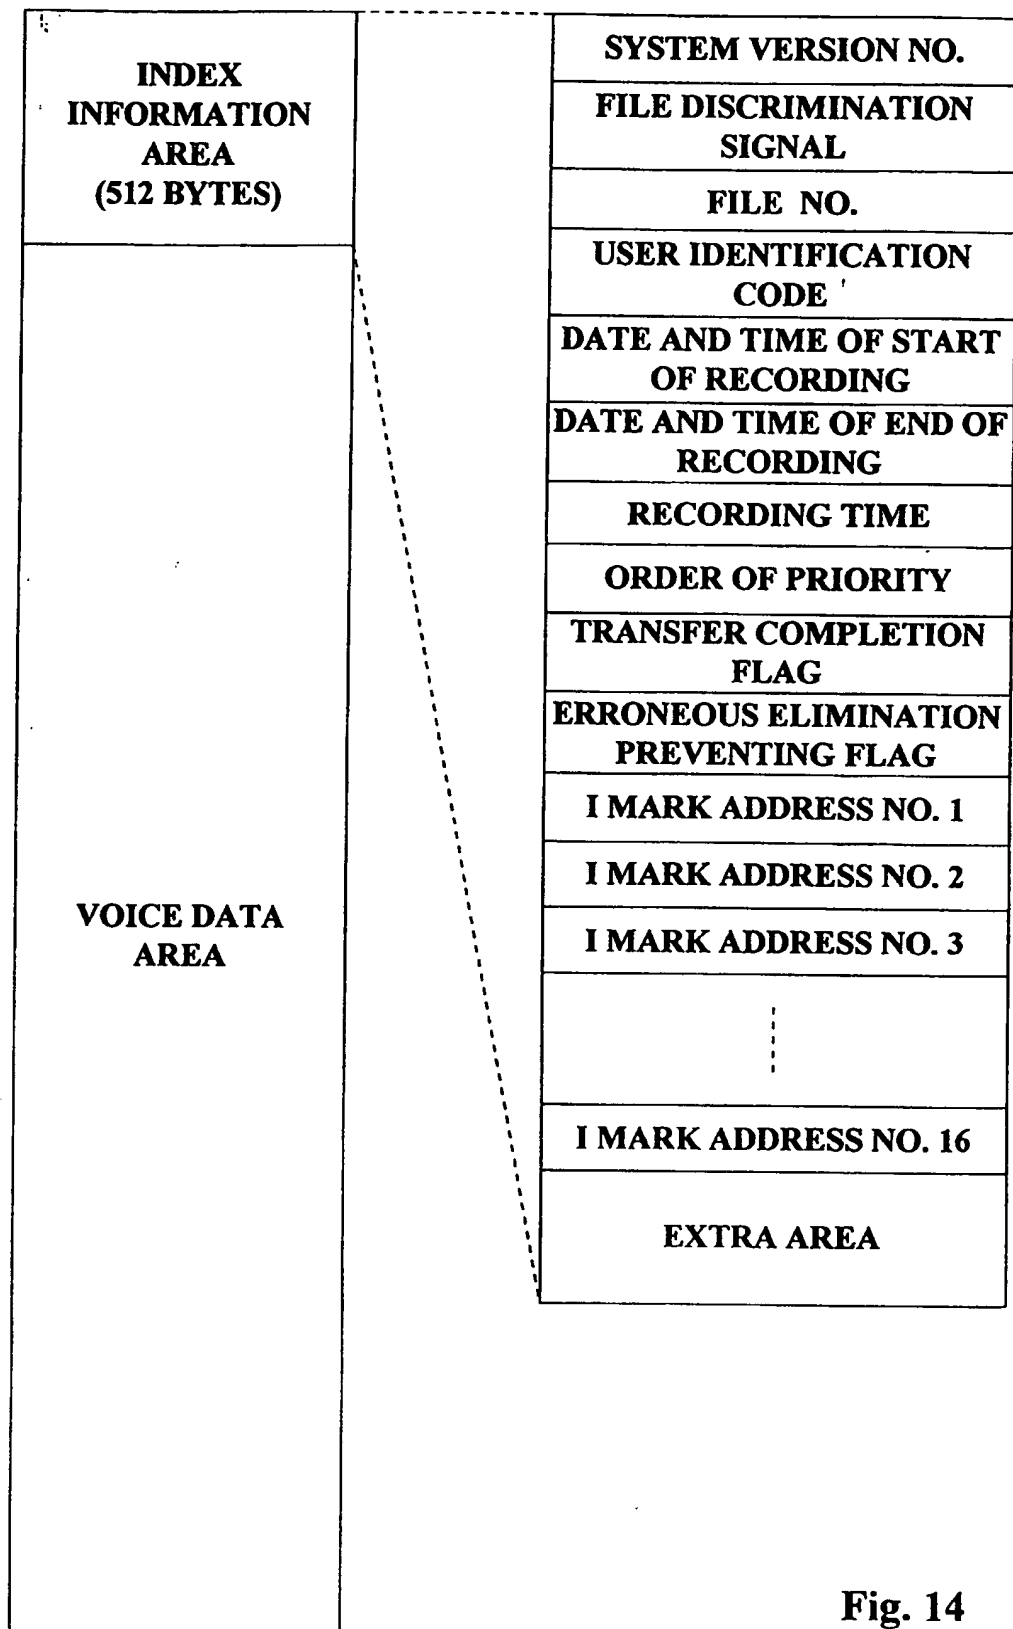 INDEX
INFORMATION
AREA
(512 BYTES)
VOICE DATA
AREA
SYSTEM VERSION NO.
FILE DISCRIMINATION
SIGNAL
FILE NO.
USER IDENTIFICATION
CODE
DATE AND TIME OF START
OF RECORDING
DATE AND TIME OF END OF
RECORDING
RECORDING TIME
ORDER OF PRIORITY
TRANSFER COMPLETION
FLAG
ERRONEOUS ELIMINATION
PREVENTING FLAG
I MARK ADDRESS NO. 1
I MARK ADDRESS NO. 2
I MARK ADDRESS NO. 3
I MARK ADDRESS NO. 16
EXTRA AREA
Fig. 14